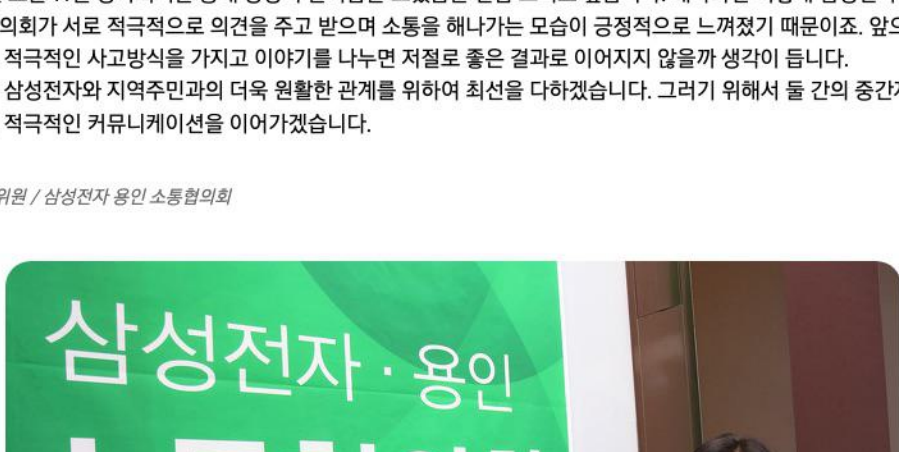 의회가 서로 적극적으로 의견을 주고 받으며 소통을 해나가는 모습이 긍정적으로 느껴졌기 때문이죠. 앞으
적극적인 사고방식을 가지고 이야기를 나누면 저절로 좋은 결과로 이어지지 않을까 생각이 듭니다.
삼성전자와 지역주민과의 더욱 원활한 관계를 위하여 최선을 다하겠습니다. 그러기 위해서 둘 간의 중간
적극적인 커뮤니케이션을 이어가겠습니다.
위원 / 삼성전자 용인 소통협의회
삼성전자 · 용인